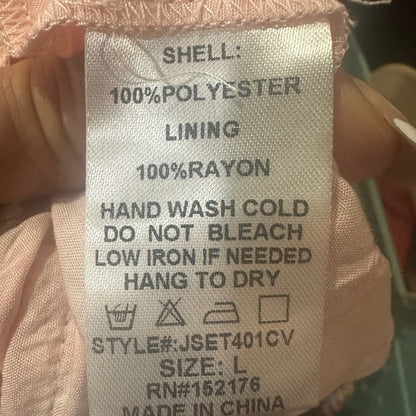 SHELL:
100%POLYESTER
LINING
100%RAYON
HAND WASH COLD
DO NOT BLEACH
LOW IRON IF NEEDED
HANG TO DRY
STYLE#:JSET401CV
SIZE: L
RN#152176
MADE IN CHINA